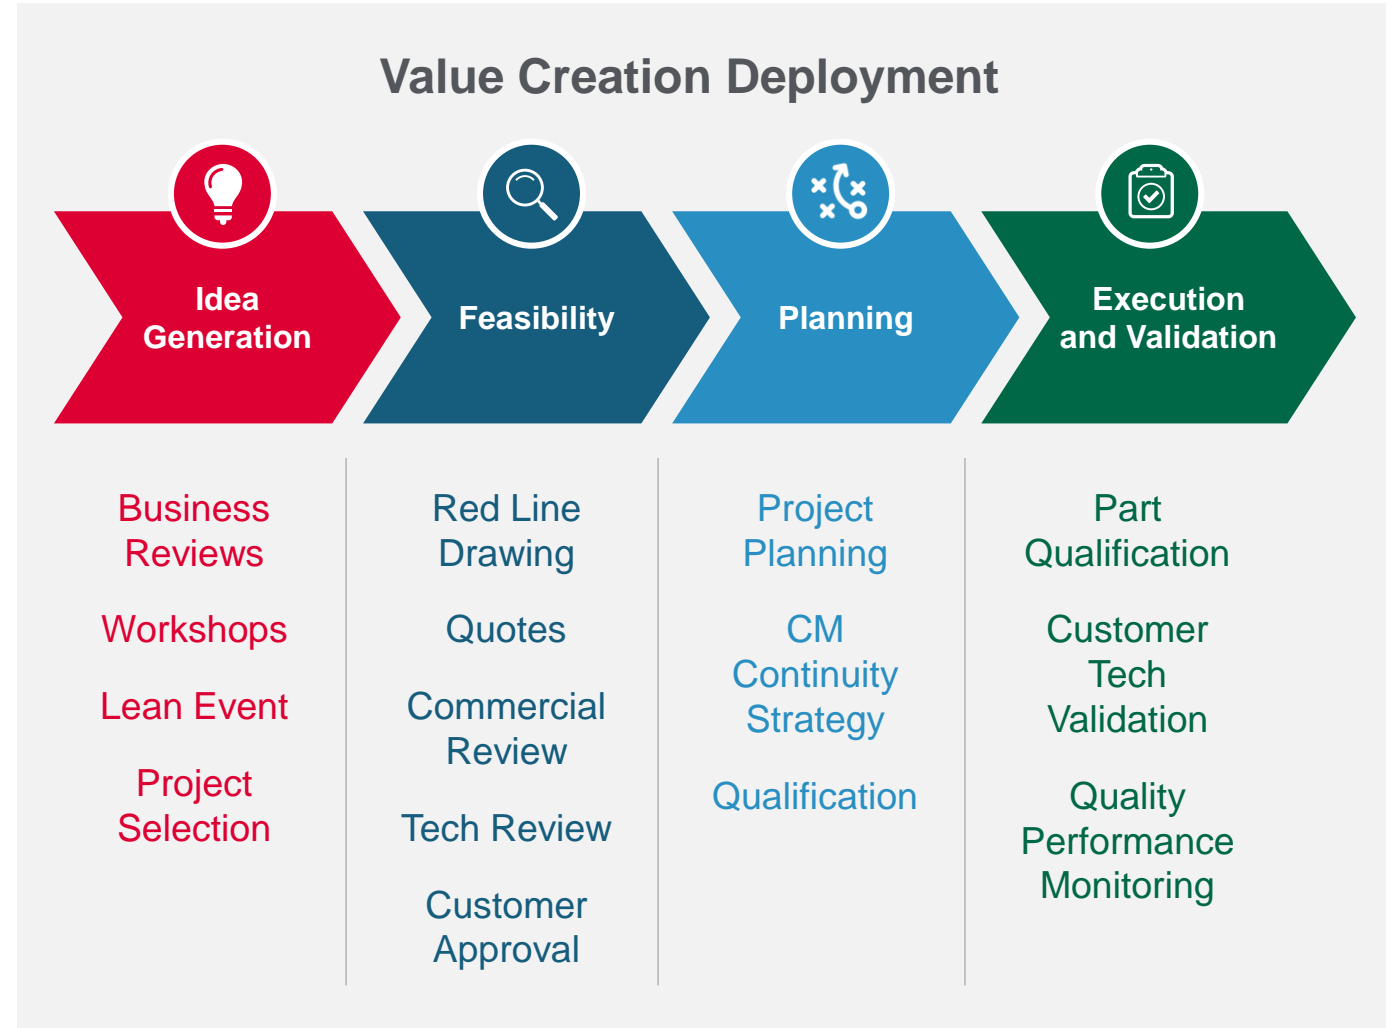 Value Creation Deployment
Idea
Generation
Feasibility
Planning
Execution
and Validation
Business
Reviews
Workshops
Lean Event
Project
Selection
Red Line
Drawing
Quotes
Commercial
Review
Tech Review
Customer
Approval
Project
Planning
CM
Continuity
Strategy
Qualification
Part
Qualification
Customer
Tech
Validation
Quality
Performance
Monitoring